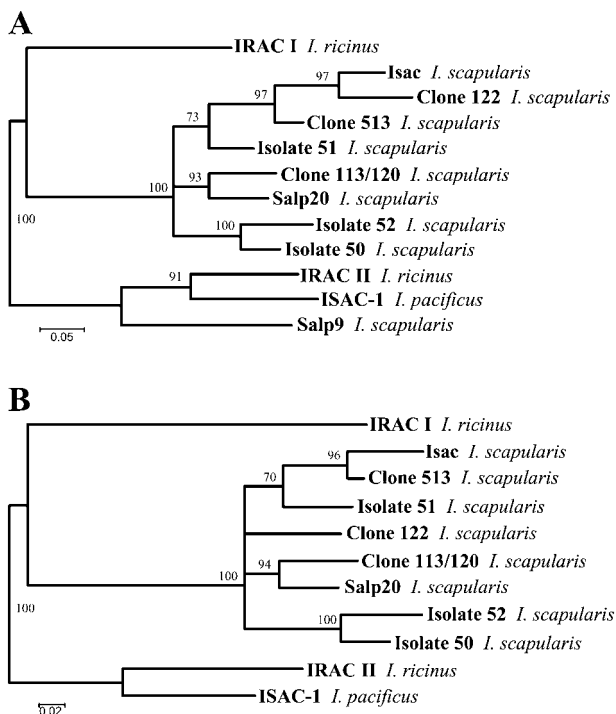 A
IRAC I I. ricinus
97 Isac I. scapularis
97 Clone 122 I. scapularis
73 Clone 513 I. scapularis
Isolate 51 I. scapularis
100 93 Clone 113/120 I. scapularis
Salp20 I. scapularis
100 100 Isolate 52 I. scapularis
Isolate 50 I. scapularis
91 IRAC II I. ricinus
ISAC-1 I. pacificus
0.05 Salp9 I. scapularis
B
IRAC I I. ricinus
96 Isac I. scapularis
70 Clone 513 I. scapularis
Isolate 51 I. scapularis
Clone 122 I. scapularis
100 94 Clone 113/120 I. scapularis
Salp20 I. scapularis
100 100 Isolate 52 I. scapularis
Isolate 50 I. scapularis
IRAC II I. ricinus
0.02 ISAC-1 I. pacificus